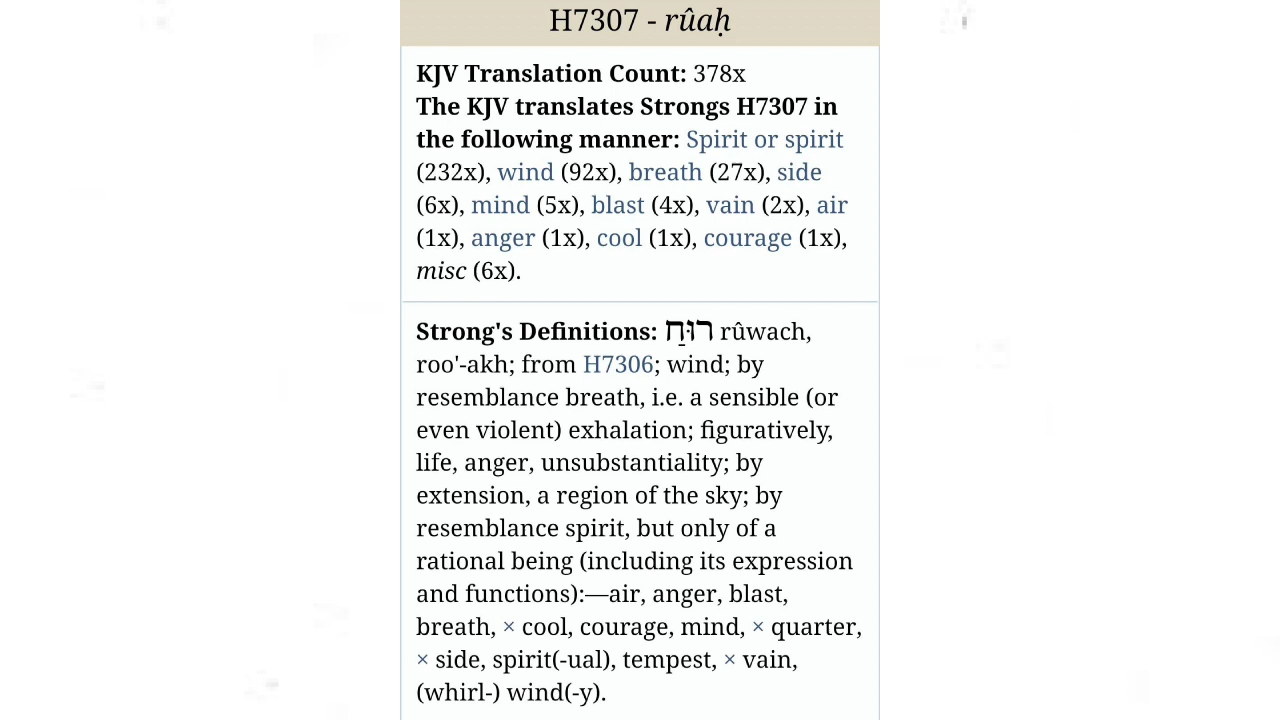 H7307 - rûaḥ
KJV Translation Count: 378x
The KJV translates Strongs H7307 in
the following manner: Spirit or spirit
(232x), wind (92x), breath (27x), side
(6x), mind (5x), blast (4x), vain (2x), air
(1x), anger (1x), cool (1x), courage (1x),
misc (6x).
Strong's Definitions: רוּחַ rûwach,
roo'-akh; from H7306; wind; by
resemblance breath, i.e. a sensible (or
even violent) exhalation; figuratively,
life, anger, unsubstantiality; by
extension, a region of the sky; by
resemblance spirit, but only of a
rational being (including its expression
and functions):—air, anger, blast,
breath, × cool, courage, mind, × quarter,
× side, spirit(-ual), tempest, × vain,
(whirl-) wind(-y).